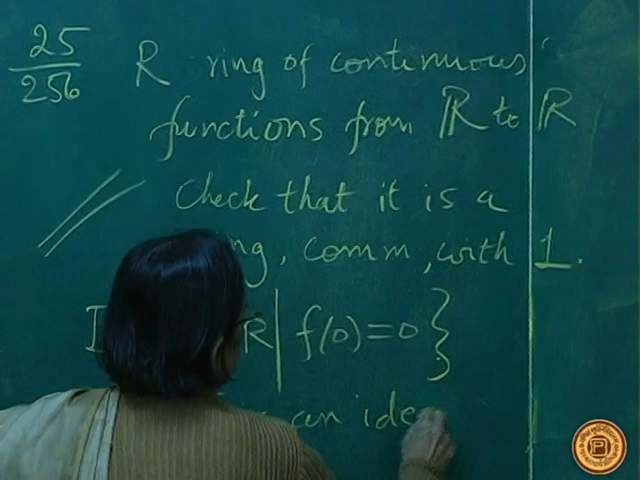 25/256 R ring of continuous
functions from ℝ to ℝ
Check that it is a
ng, comm, with 1.
I R | f(0)=0 }
an ide